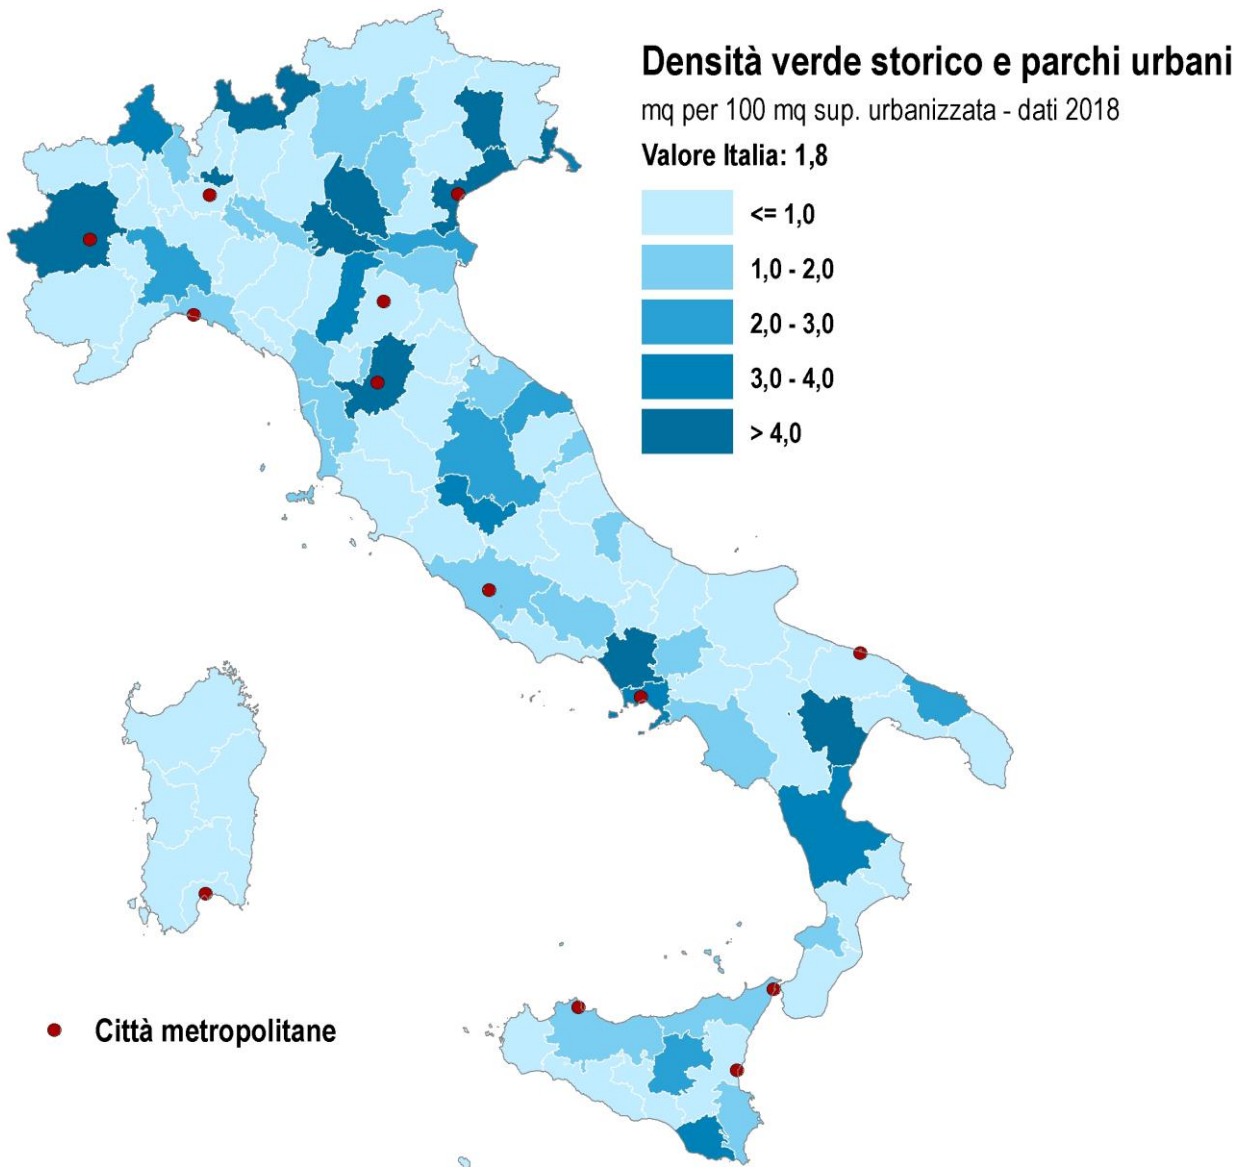 Densità verde storico e parchi urbani
mq per 100 mq sup. urbanizzata - dati 2018
Valore Italia: 1,8
<= 1,0
1,0 - 2,0
2,0 - 3,0
3,0 - 4,0
> 4,0
Città metropolitane